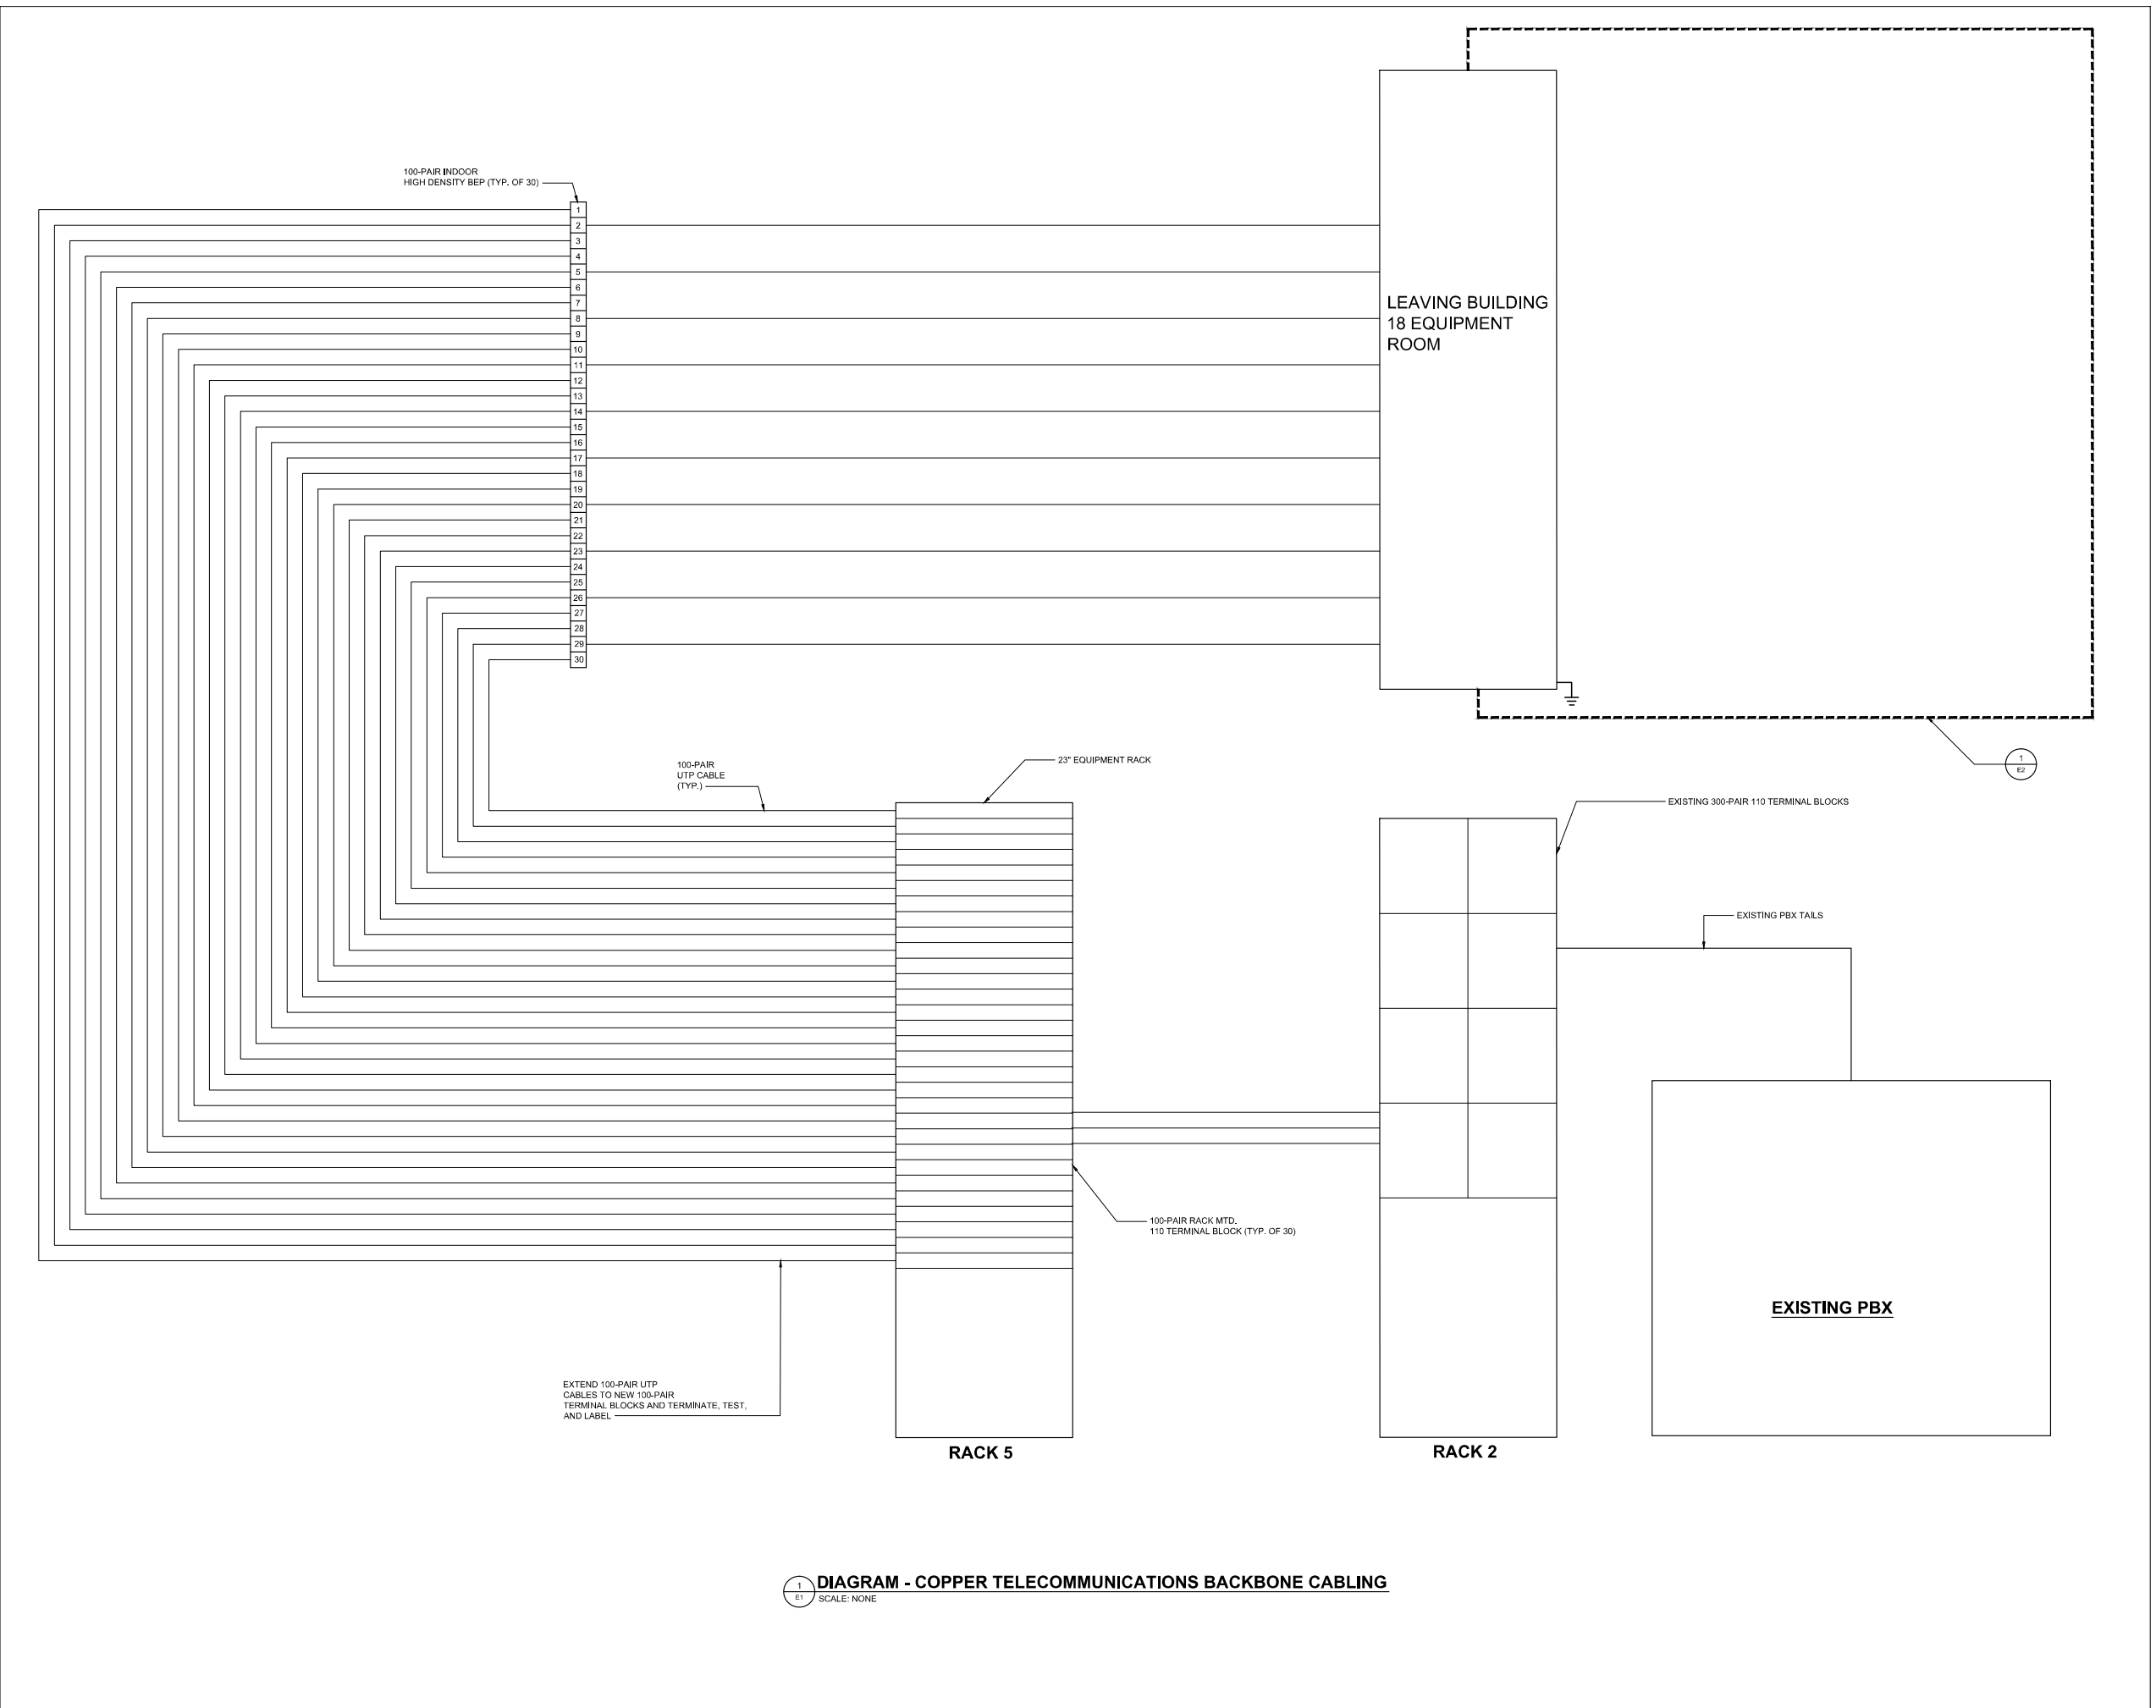 100-PAIR INDOOR
HIGH DENSITY BEP (TYP. OF 30)
1
2
3
4
5
6
7
8
9
10
11
12
13
14
15
16
17
18
19
20
21
22
23
24
25
26
27
28
29
30
LEAVING BUILDING
18 EQUIPMENT
ROOM
1
E2
100-PAIR
UTP CABLE
(TYP.)
23" EQUIPMENT RACK
EXISTING 300-PAIR 110 TERMINAL BLOCKS
EXISTING PBX TAILS
100-PAIR RACK MTD.
110 TERMINAL BLOCK (TYP. OF 30)
EXISTING PBX
EXTEND 100-PAIR UTP
CABLES TO NEW 100-PAIR
TERMINAL BLOCKS AND TERMINATE, TEST,
AND LABEL
RACK 5
RACK 2
1
E1
DIAGRAM - COPPER TELECOMMUNICATIONS BACKBONE CABLING
SCALE: NONE